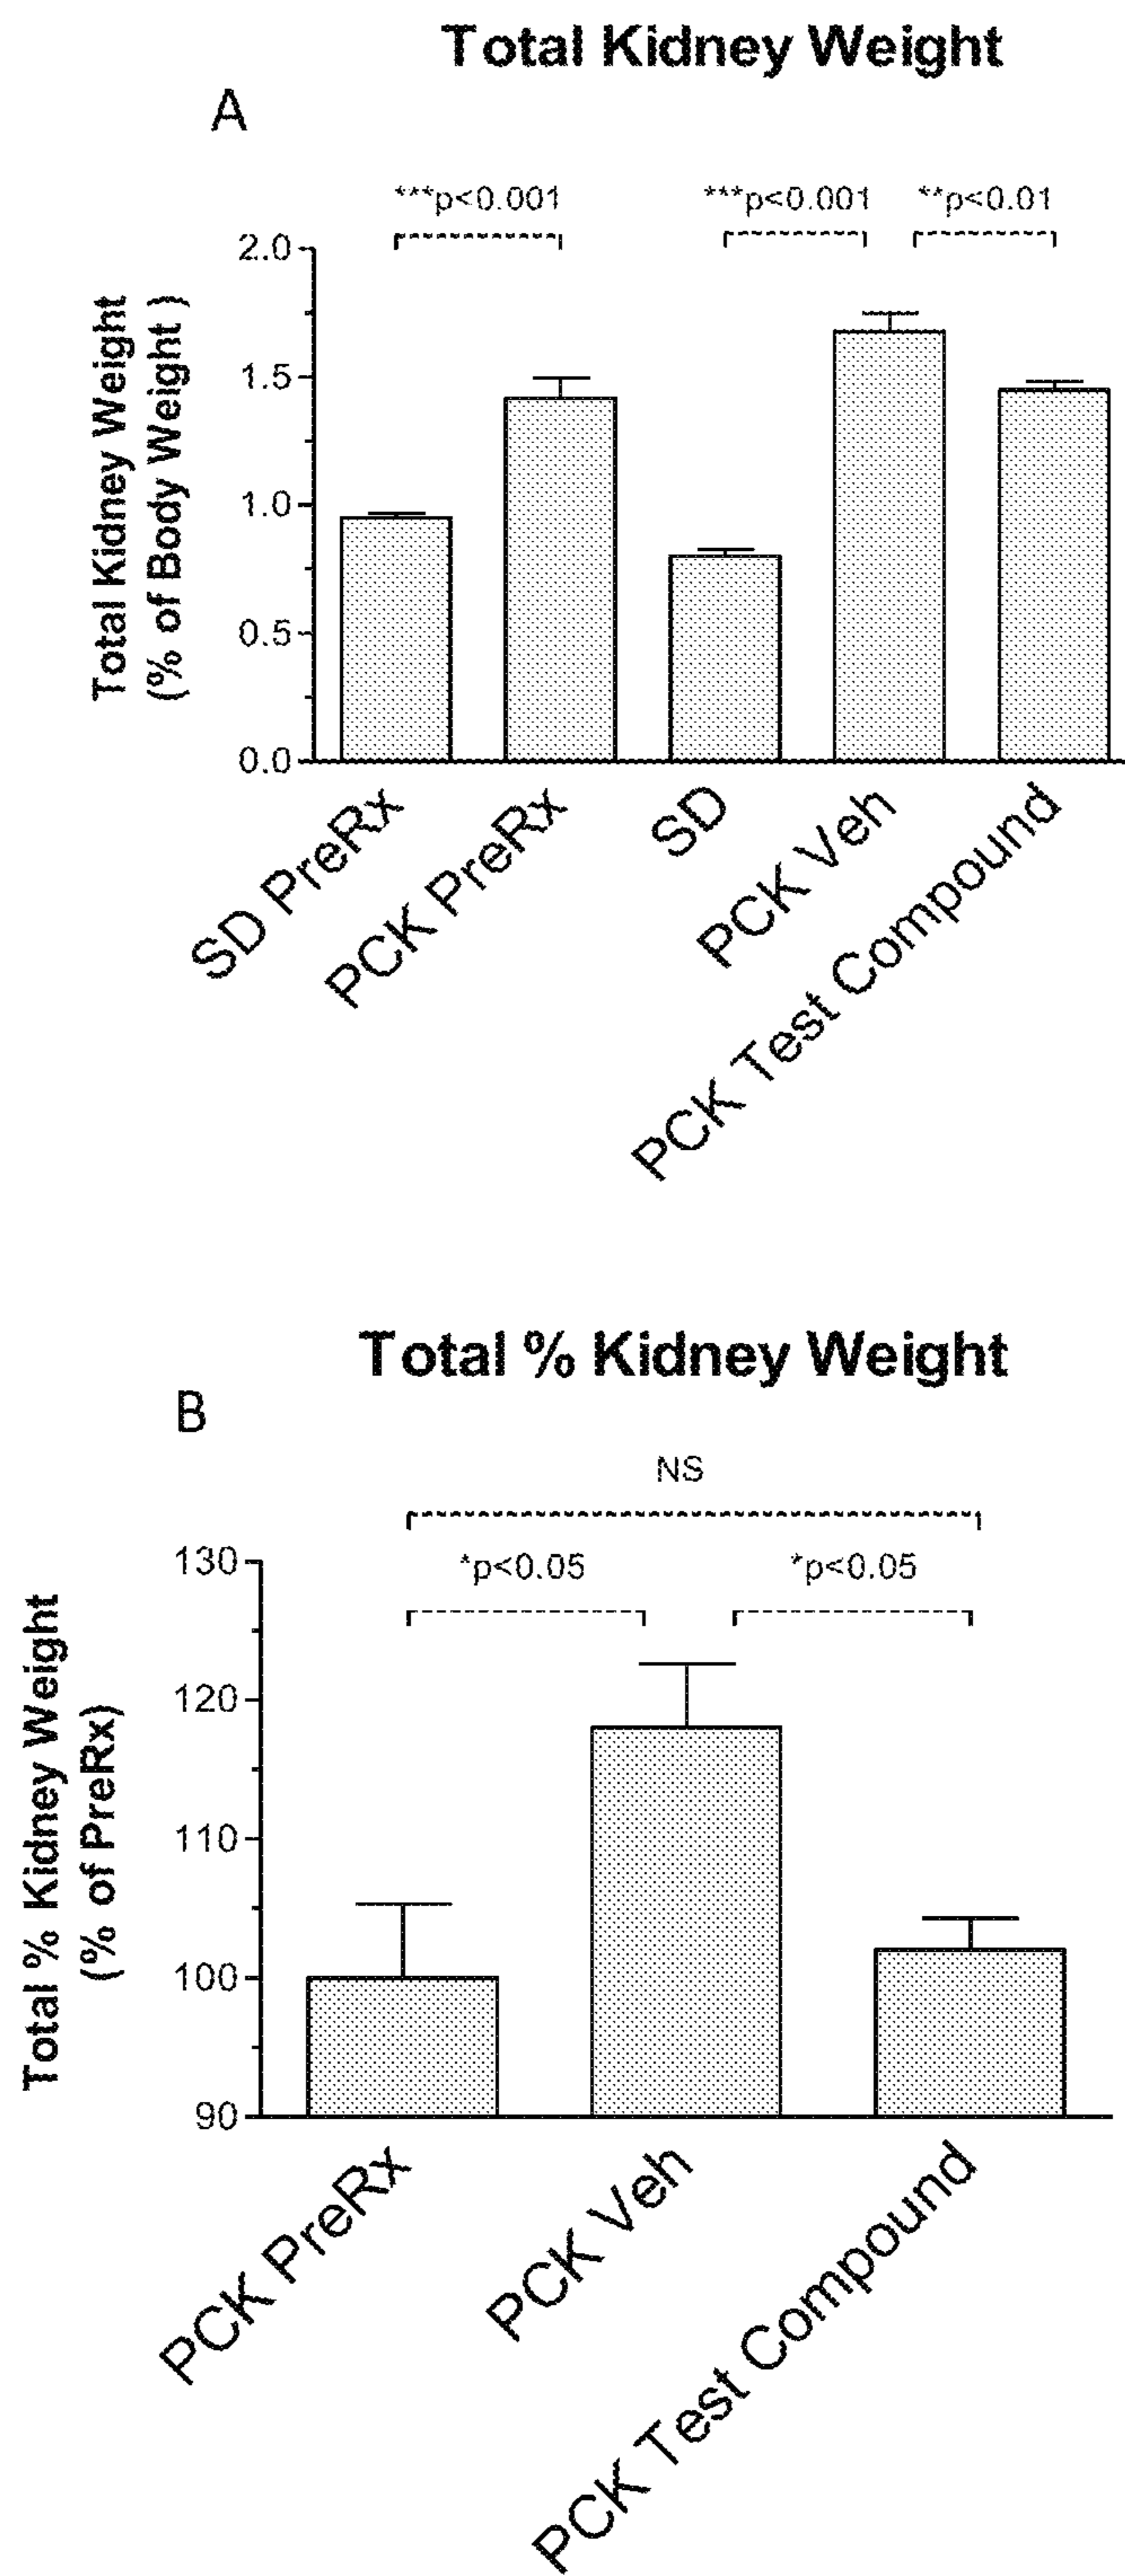 Total Kidney Weight
A
***p<0.001
***p<0.001
**p<0.01
Total Kidney Weight
(% of Body Weight )
2.0
1.5
1.0
0.5
0.0
SD PreRx
PCK PreRx
SD
PCK Veh
PCK Test Compound
Total % Kidney Weight
B
NS
*p<0.05
*p<0.05
Total % Kidney Weight
(% of PreRx)
130
120
110
100
90
PCK PreRx
PCK Veh
PCK Test Compound